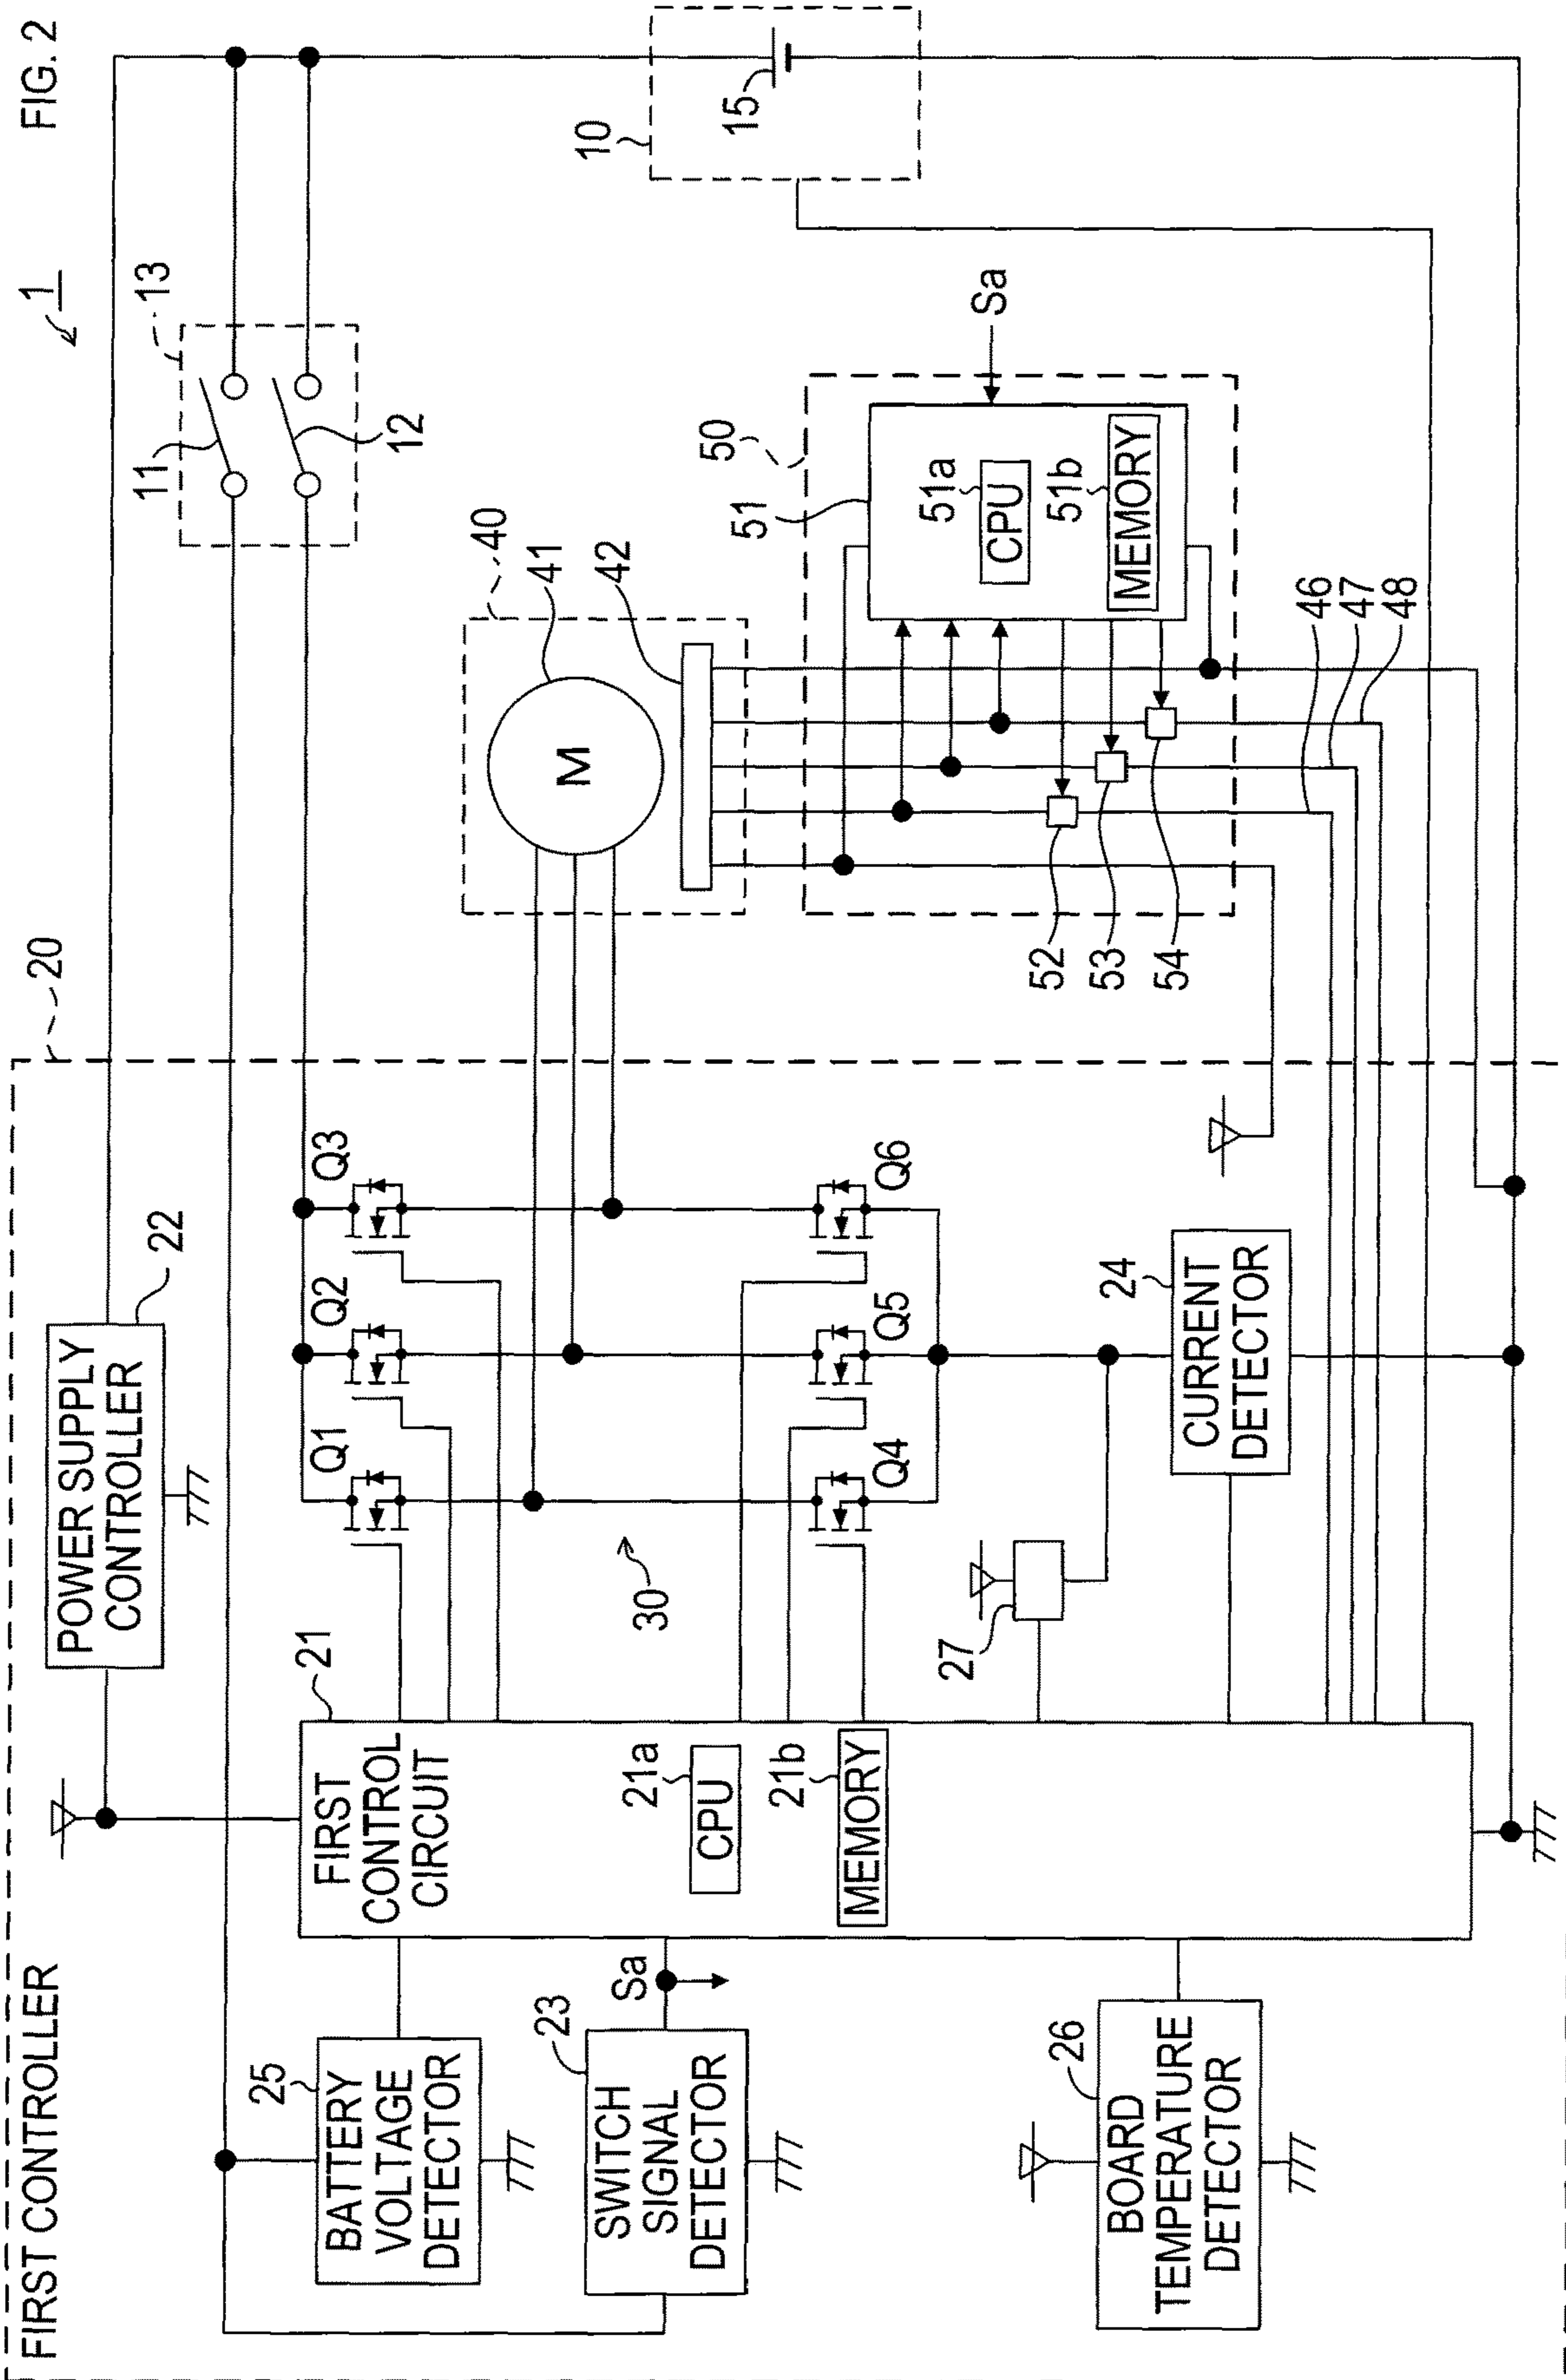 FIG. 2
1
FIRST CONTROLLER
20
POWER SUPPLY
CONTROLLER
22
13
11
12
10
15
25
BATTERY
VOLTAGE
DETECTOR
23
SWITCH
SIGNAL
DETECTOR
Sa
26
BOARD
TEMPERATURE
DETECTOR
21
FIRST
CONTROL
CIRCUIT
21a
CPU
21b
MEMORY
Q1
Q2
Q3
Q4
Q5
Q6
30
27
24
CURRENT
DETECTOR
40
41
M
42
50
51
51a
CPU
51b
MEMORY
Sa
52
53
54
46
47
48